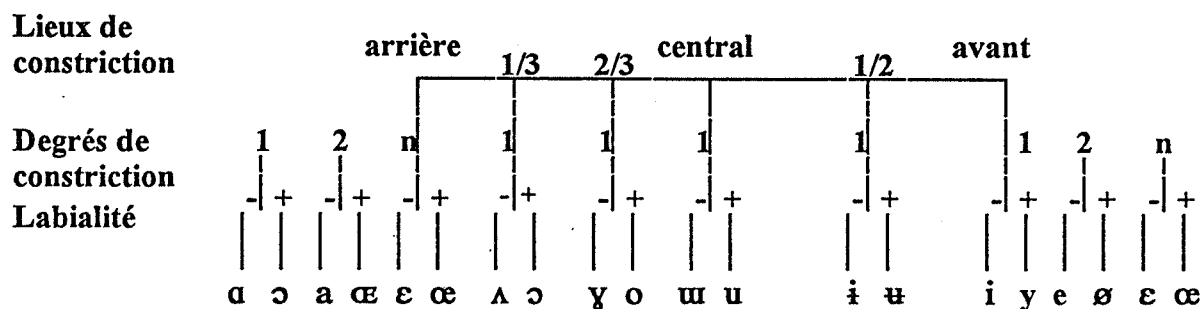 Lieux de constriction
arrière central avant
1/3 2/3 1/2
Degrés de constriction
1 2 n 1 1 1 1 1 2 n
Labialité
- + - + - + - + - + - + - + - + - + - +
ɑ ɔ a ɶ ɛ œ ʌ ɔ ɣ o ɯ u ɨ ʉ i y e ø ɛ œ